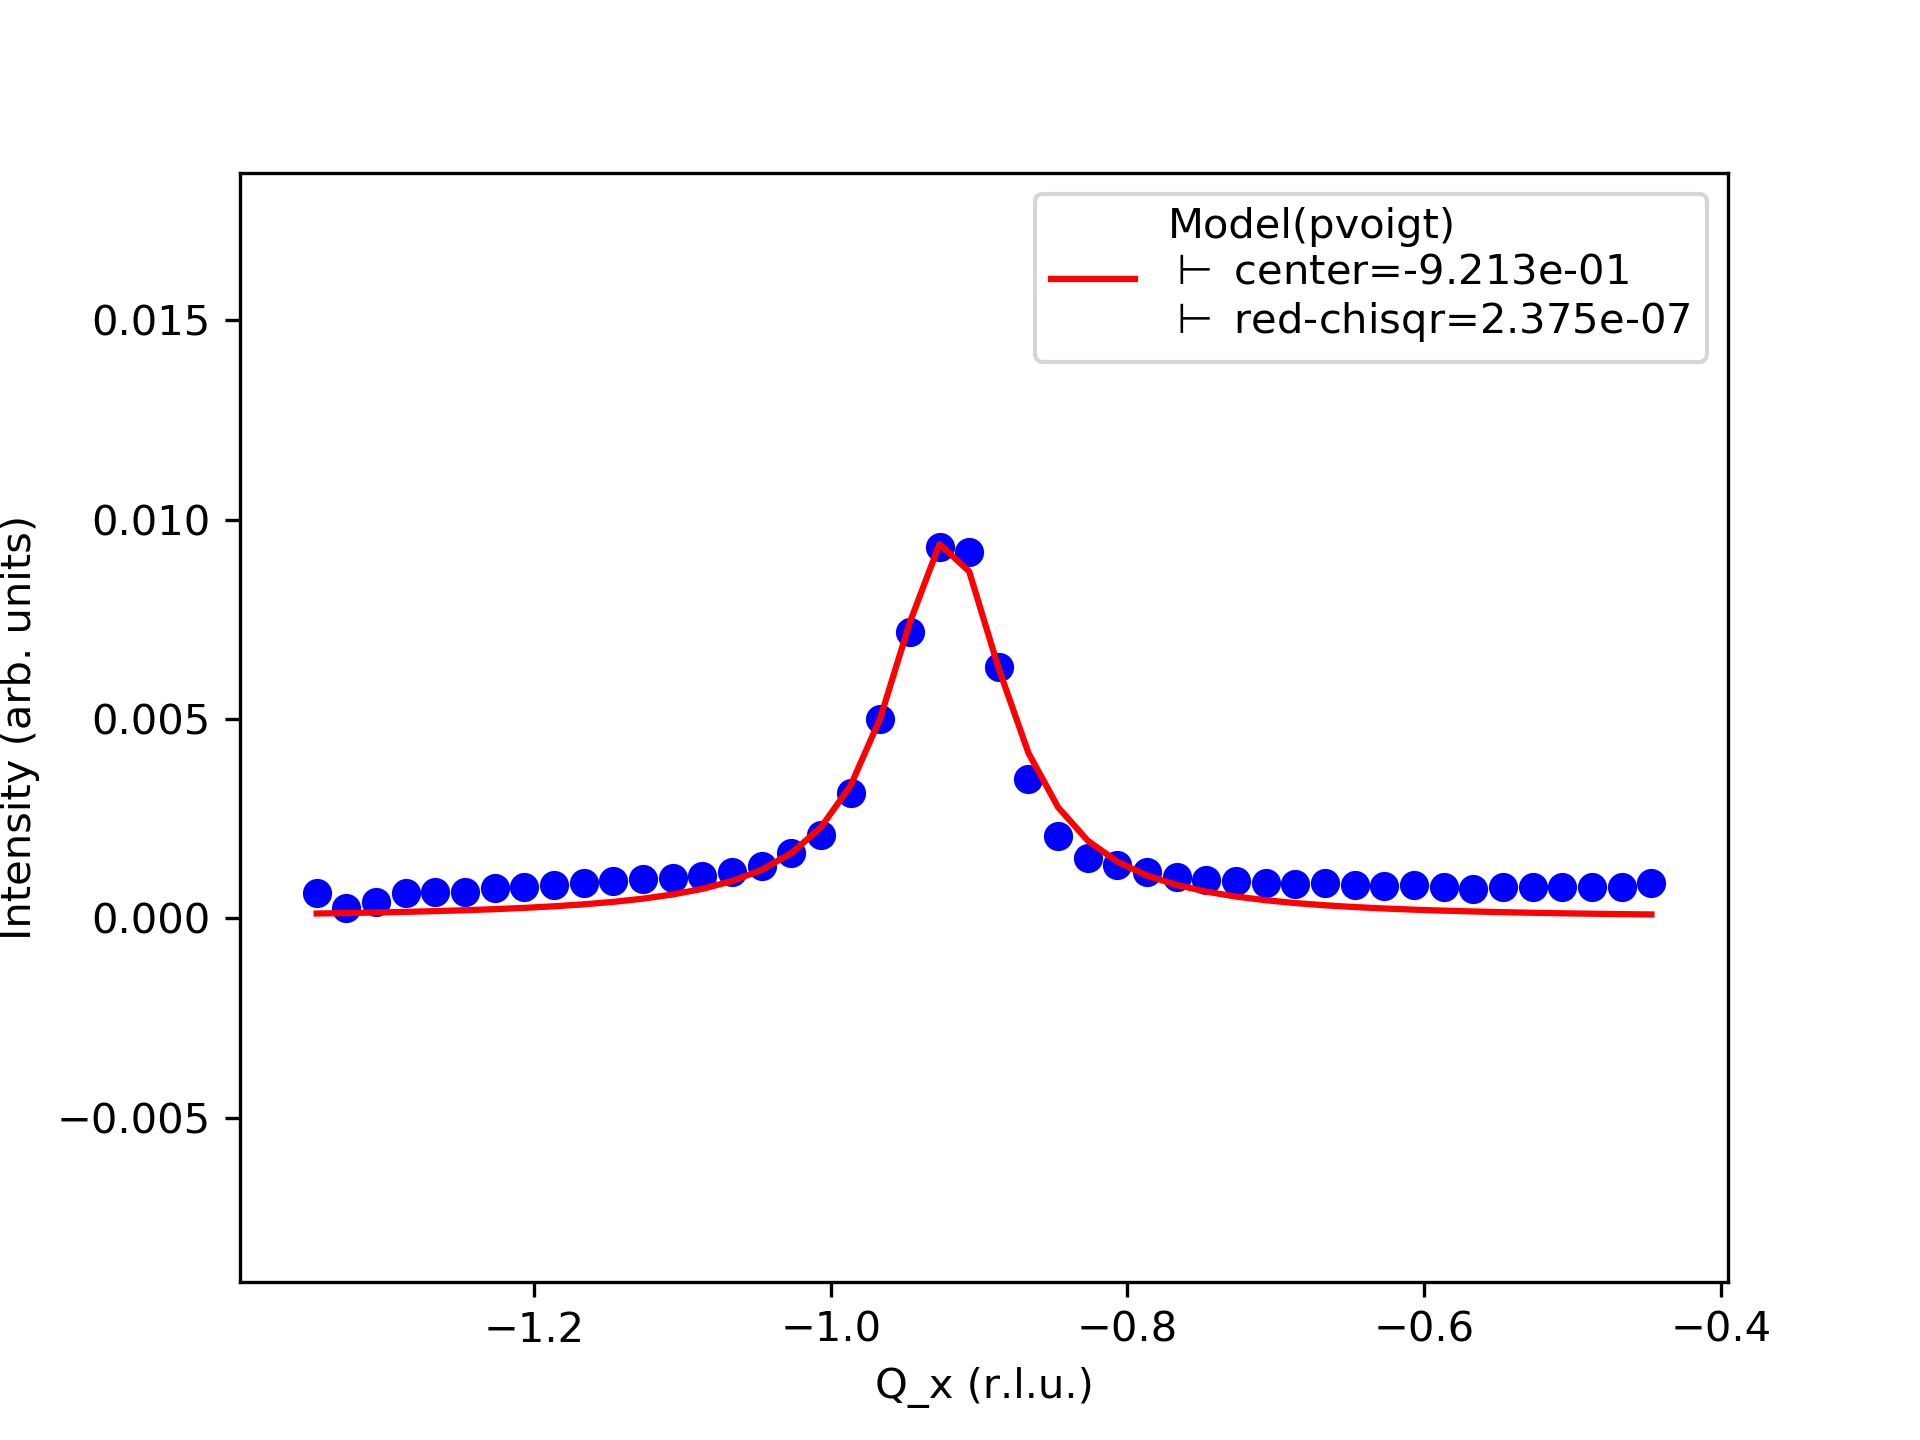 Model(pvoigt)
⊢ center=-9.213e-01
⊢ red-chisqr=2.375e-07
0.015
0.010
0.005
0.000
−0.005
Intensity (arb. units)
−1.2
−1.0
−0.8
−0.6
−0.4
Q_x (r.l.u.)